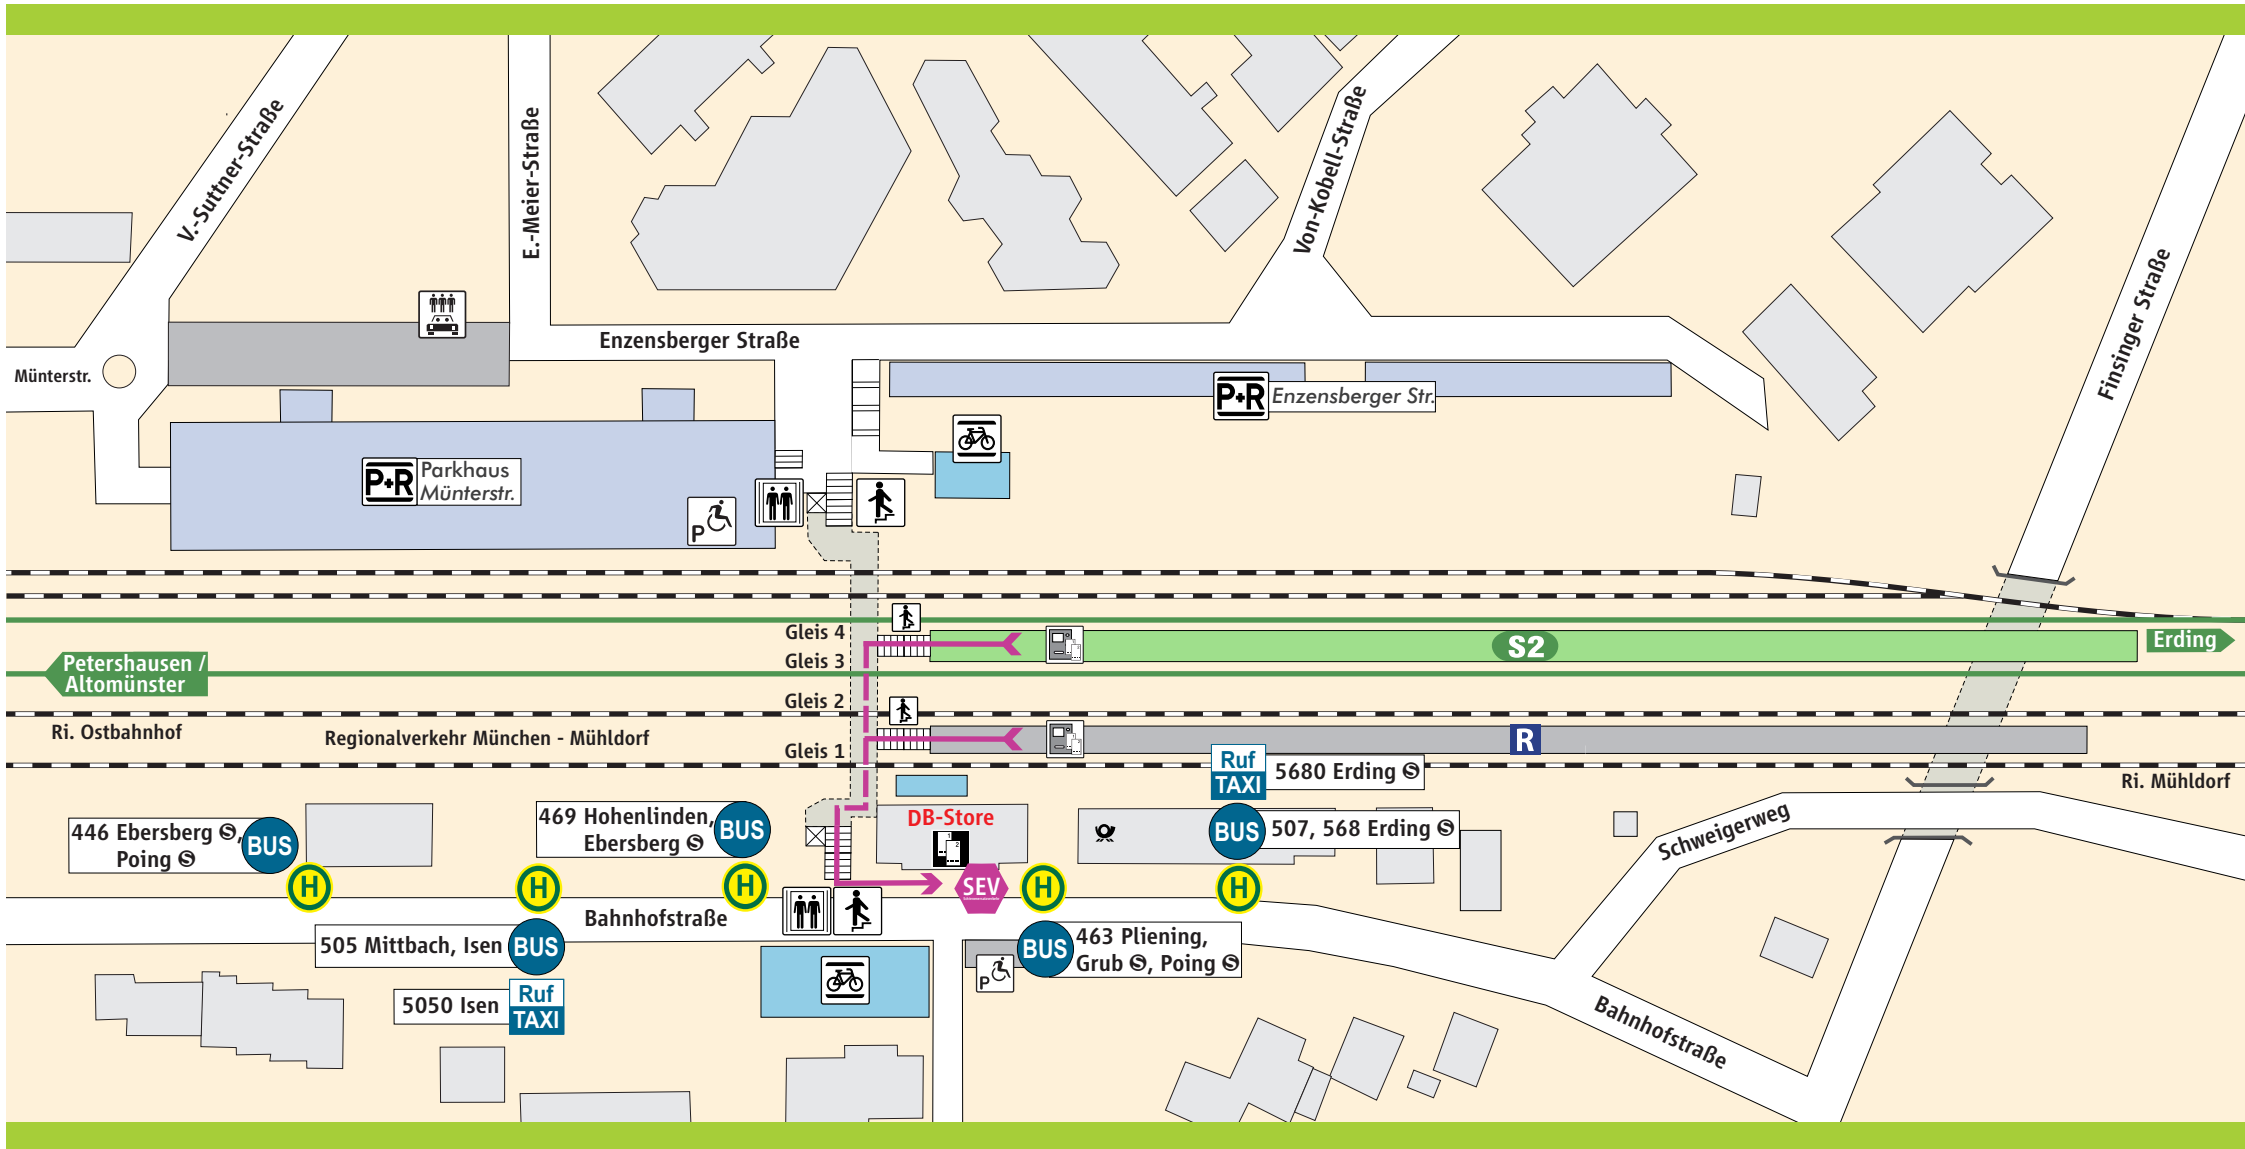 V.-Suttner-Straße
E.-Meier-Straße
Von-Kobell-Straße
Finsinger Straße
Enzensberger Straße
Münterstr.
P+R Enzensberger Str.
P+R Parkhaus
Münterstr.
P
Gleis 4
S2
Erding
Gleis 3
Petershausen /
Altomünster
Gleis 2
Ri. Ostbahnhof
Regionalverkehr München - Mühldorf
Gleis 1
R
Ruf
TAXI
5680 Erding S
Ri. Mühldorf
446 Ebersberg S,
Poing S
BUS
469 Hohenlinden,
Ebersberg S
BUS
DB-Store
1
2
BUS
507, 568 Erding S
Schweigerweg
H
H
H
SEV
H
H
Bahnhofstraße
505 Mittbach, Isen
BUS
BUS
463 Pliening,
Grub S, Poing S
P
5050 Isen
Ruf
TAXI
Bahnhofstraße